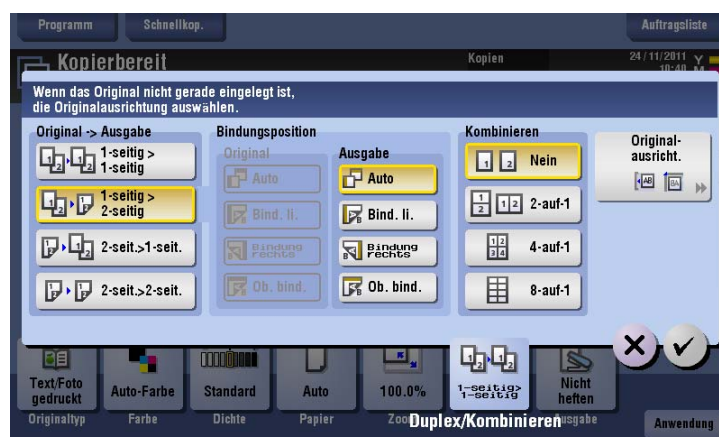 Programm
Schnellkop.
Auftragsliste
Kopierbereit
Kopien
24/11/2011
10:40
Y
M
Wenn das Original nicht gerade eingelegt ist,
die Originalausrichtung auswählen.
Original -> Ausgabe
1-seitig >
1-seitig
1-seitig >
2-seitig
2-seit.>1-seit.
2-seit.>2-seit.
Bindungsposition
Original
Auto
Bind. li.
Bindung
rechts
Ob. bind.
Ausgabe
Auto
Bind. li.
Bindung
rechts
Ob. bind.
Kombinieren
Nein
2-auf-1
4-auf-1
8-auf-1
Original-
ausricht.
Text/Foto
gedruckt
Auto-Farbe
Standard
Auto
100.0%
1-seitig>
1-seitig
Nicht
heften
Originaltyp
Farbe
Dichte
Papier
Zoom
Duplex/Kombinieren
Anwendung